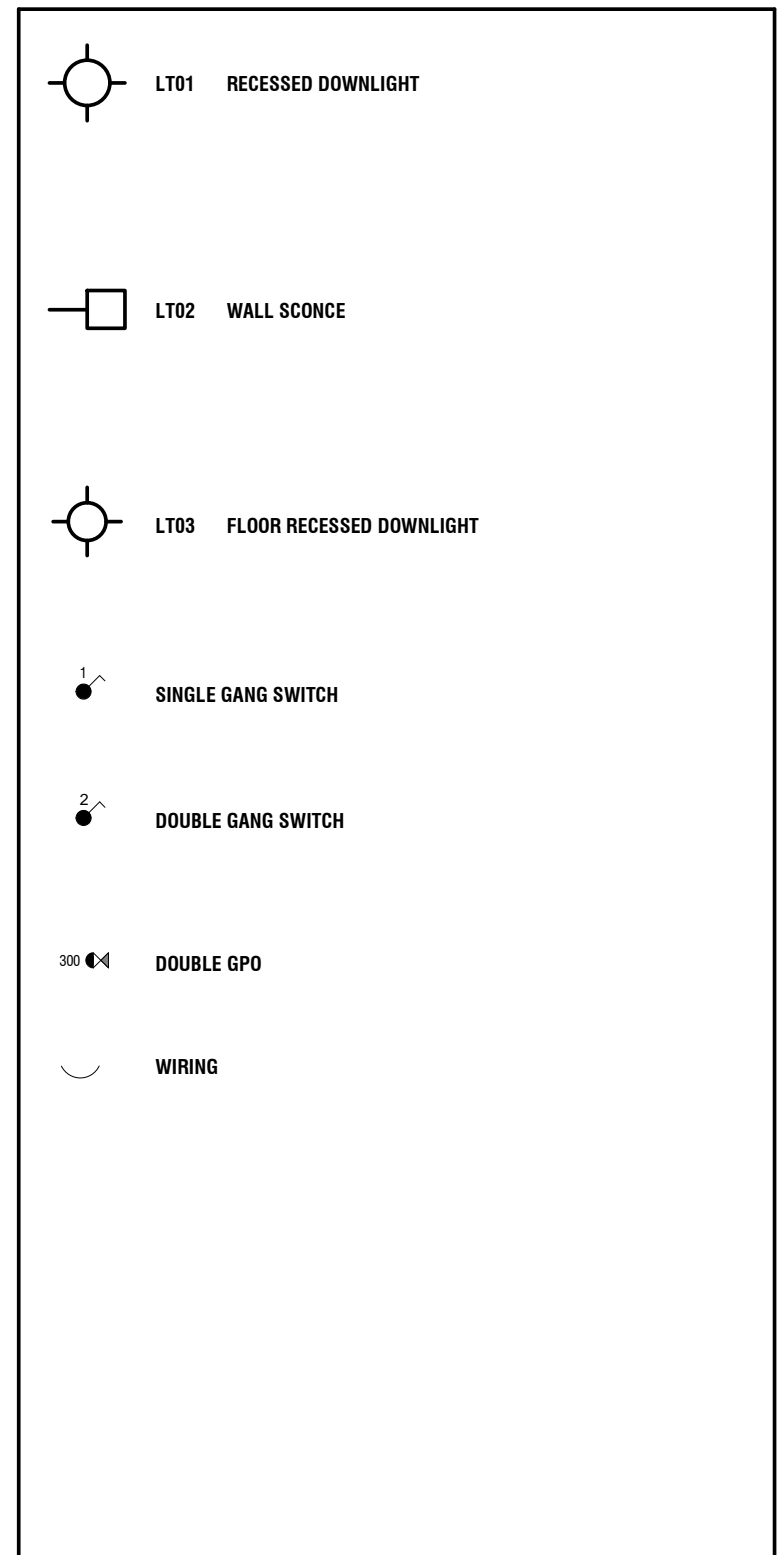 LT01 RECESSED DOWNLIGHT
LT02 WALL SCONCE
LT03 FLOOR RECESSED DOWNLIGHT
1
SINGLE GANG SWITCH
2
DOUBLE GANG SWITCH
300 DOUBLE GPO
WIRING